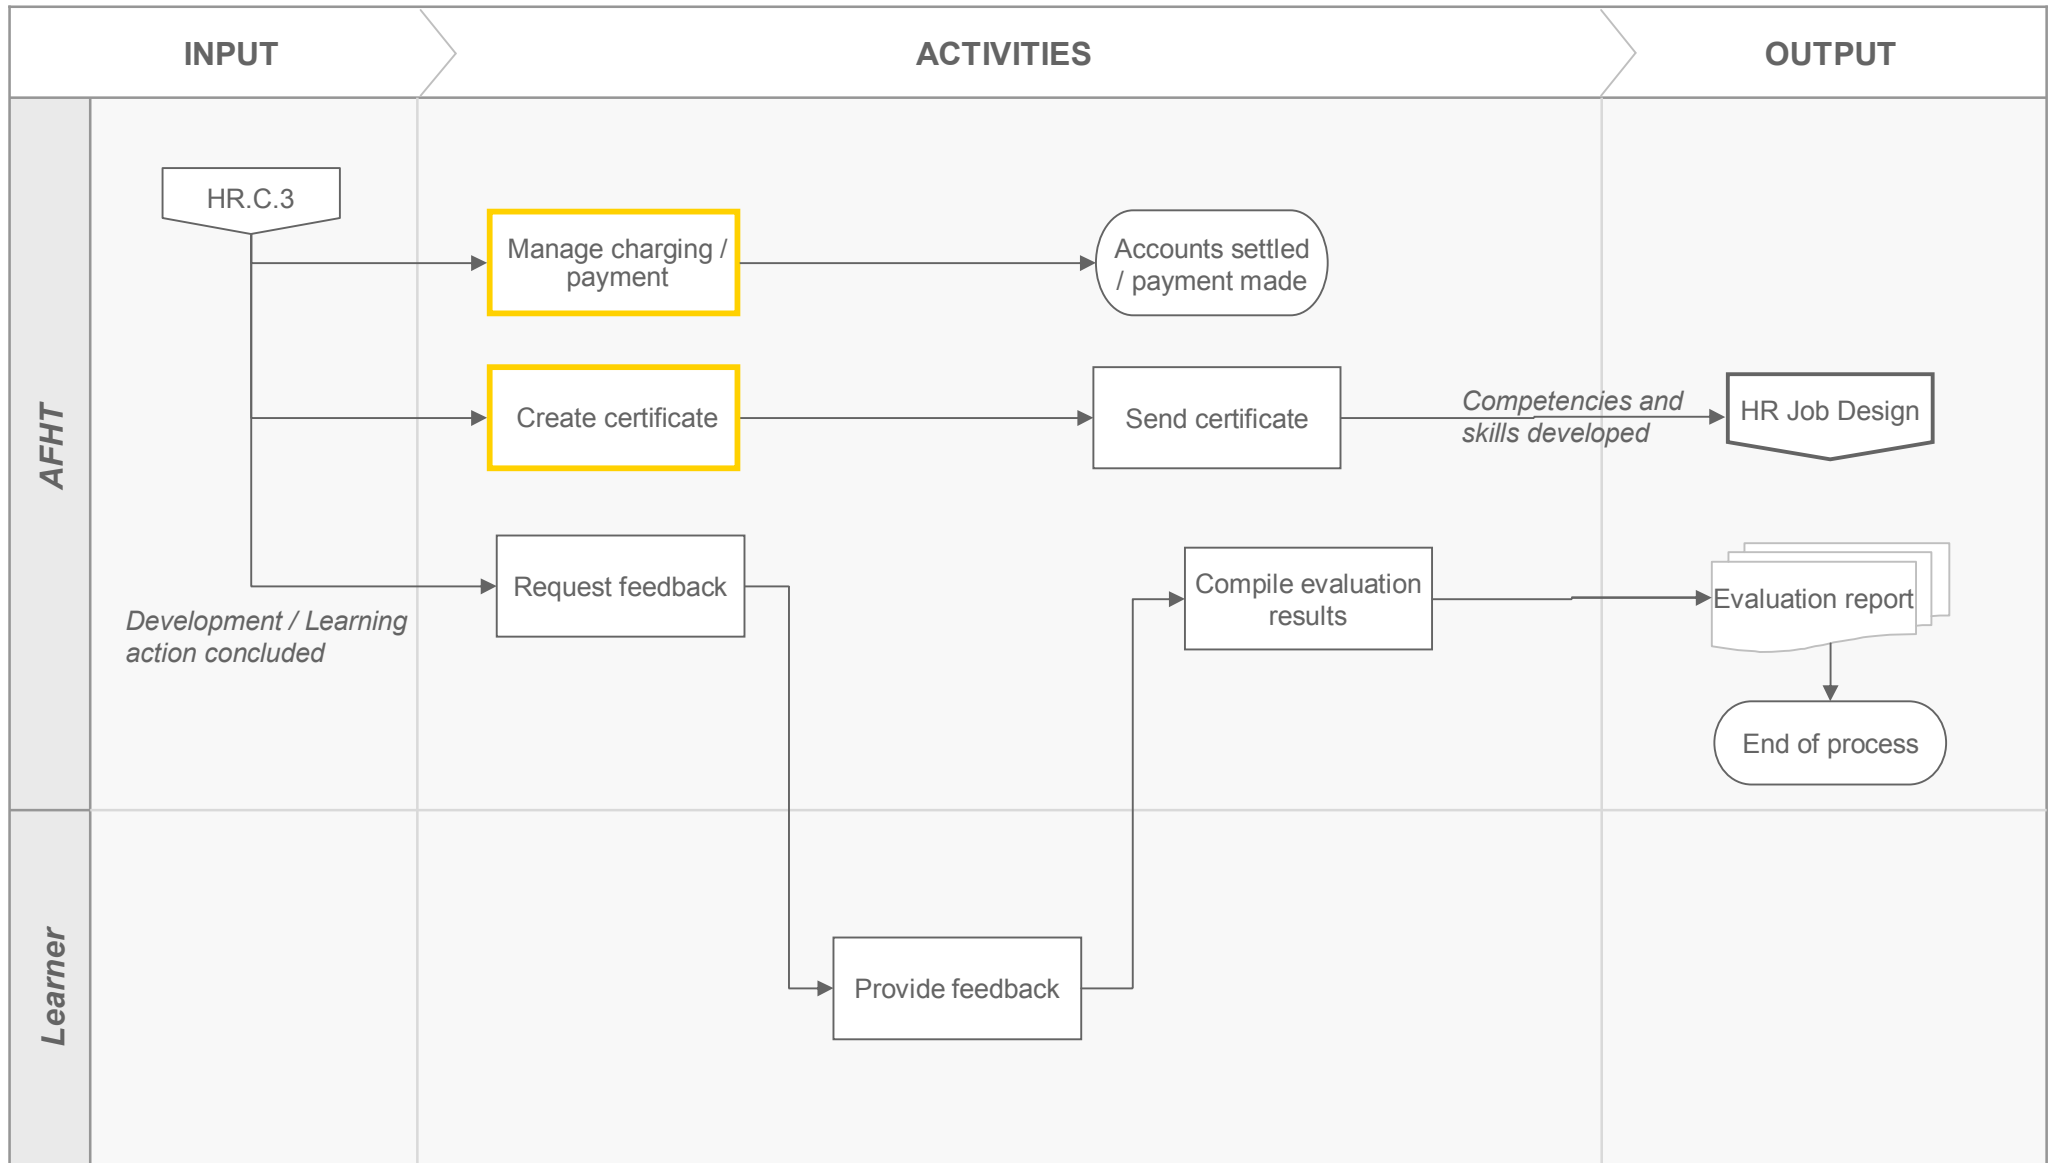 INPUT
ACTIVITIES
OUTPUT
AFHT
HR.C.3
Manage charging /
payment
Accounts settled
/ payment made
Create certificate
Send certificate
Competencies and
skills developed
HR Job Design
Request feedback
Development / Learning
action concluded
Compile evaluation
results
Evaluation report
End of process
Learner
Provide feedback